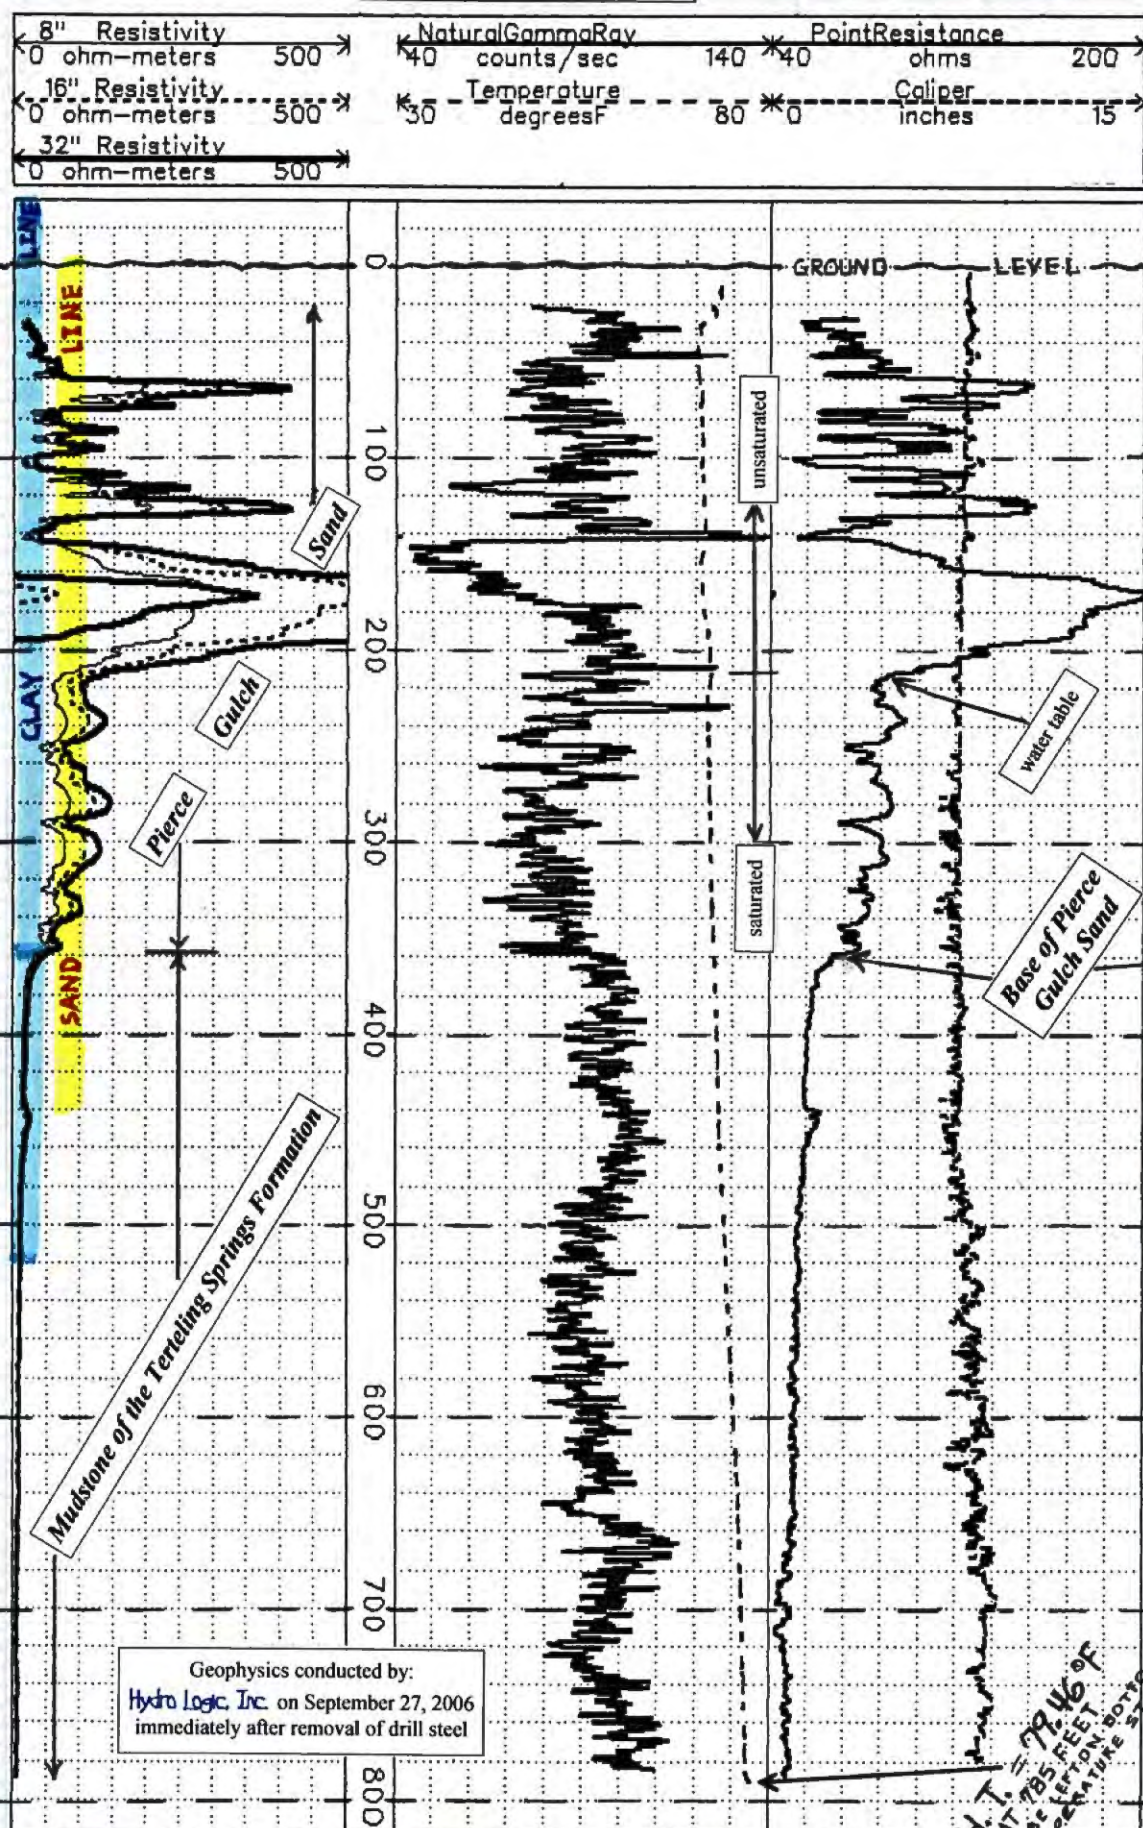 8" Resistivity
0 ohm-meters 500
16" Resistivity
0 ohm-meters 500
32" Resistivity
0 ohm-meters 500
NaturalGammaRay
40 counts/sec 140
Temperature
30 degreesF 80
PointResistance
40 ohms 200
Caliper
0 inches 15
CLAY LINE
SAND LINE
GROUND LEVEL
0
100
200
300
400
500
600
700
800
Pierce
Gulch
Sand
unsaturated
saturated
water table
Base of Pierce
Gulch Sand
Mudstone of the Terteling Springs Formation
Geophysics conducted by:
Hydro Logic, Inc. on September 27, 2006
immediately after removal of drill steel
T. = 79.46°F
AT 785 FEET
LEFT ON BOTTO